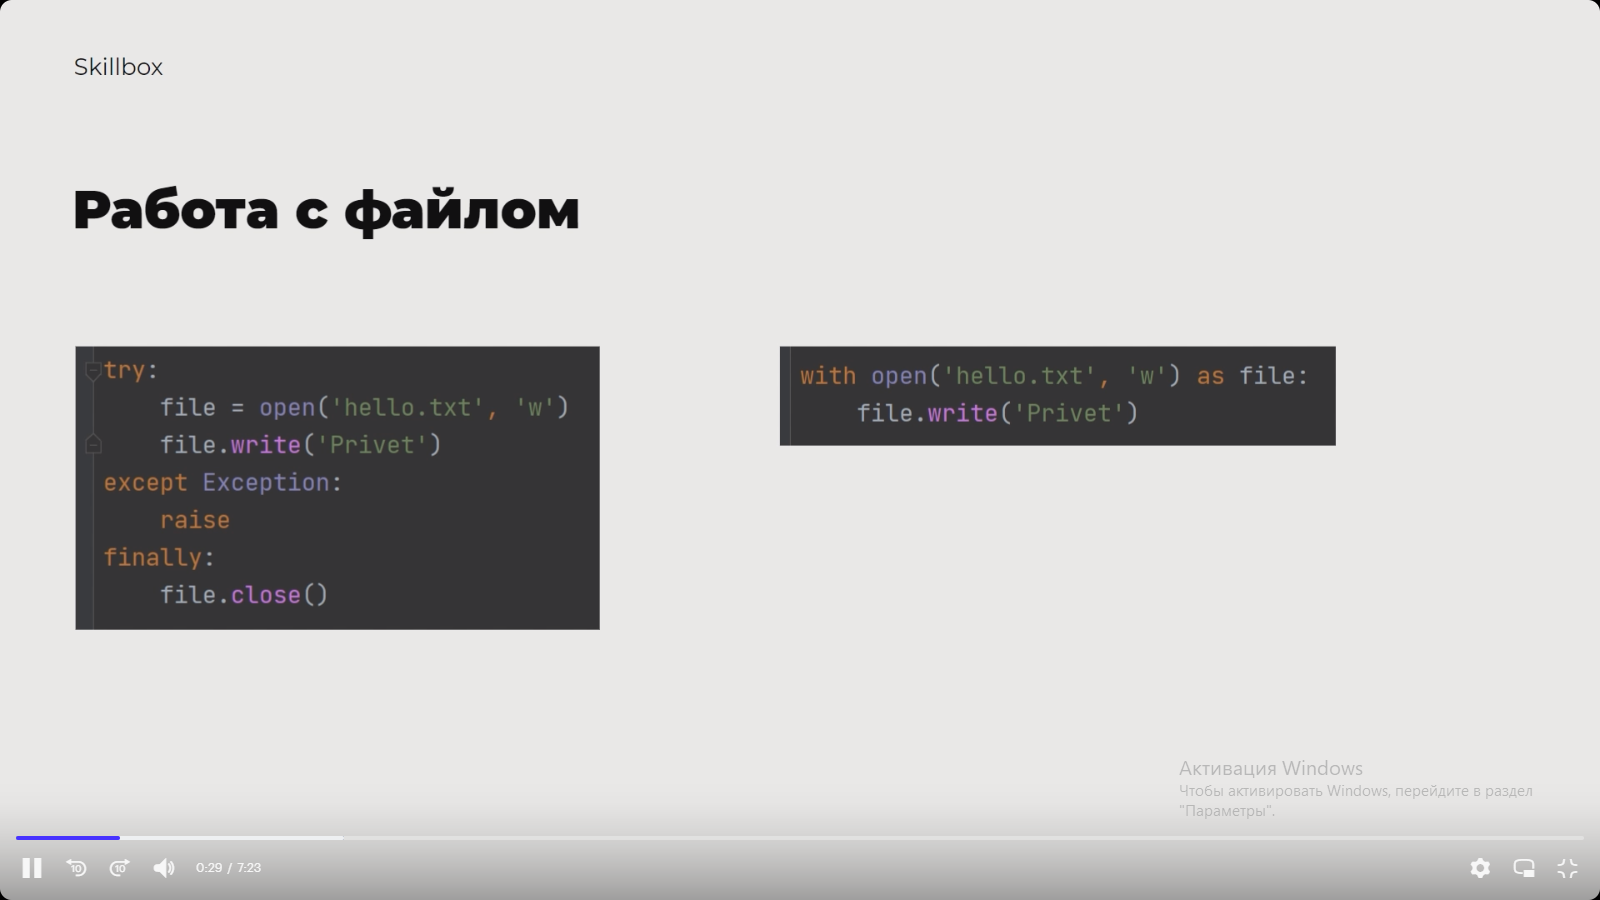 Skillbox
Работа с файлом
try:
    file = open('hello.txt', 'w')
    file.write('Privet')
except Exception:
    raise
finally:
    file.close()
with open('hello.txt', 'w') as file:
    file.write('Privet')
Активация Windows
Чтобы активировать Windows, перейдите в раздел
"Параметры".
10
10
0:29 / 7:23